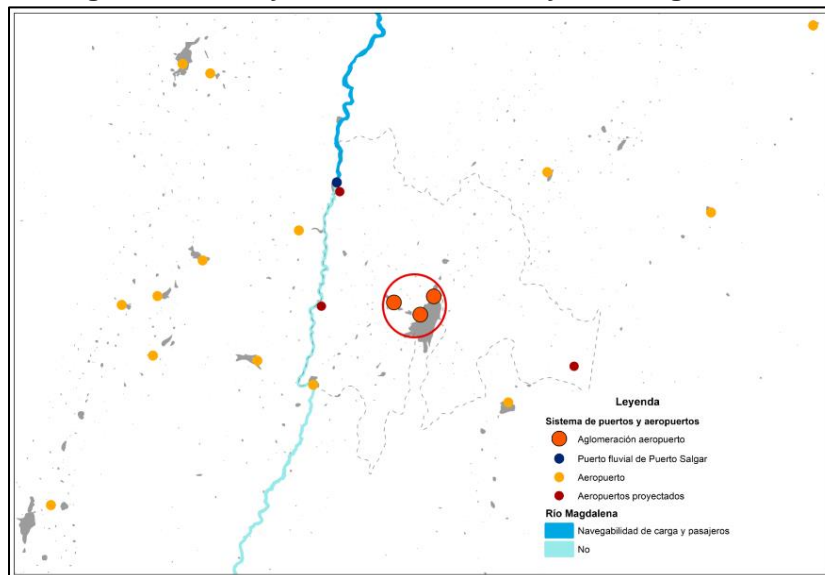 Leyenda
Sistema de puertos y aeropuertos
Aglomeración aeropuerto
Puerto fluvial de Puerto Salgar
Aeropuerto
Aeropuertos proyectados
Río Magdalena
Navegabilidad de carga y pasajeros
No